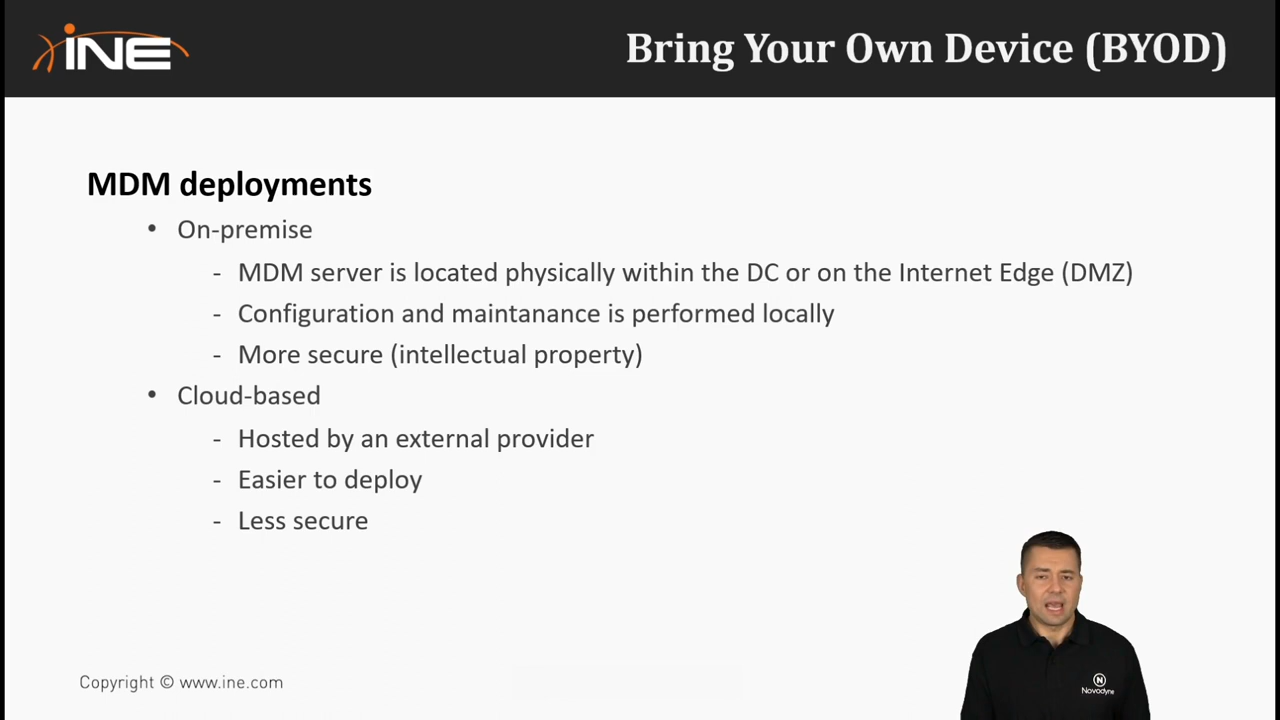 iNE
Bring Your Own Device (BYOD)
MDM deployments
• On-premise
- MDM server is located physically within the DC or on the Internet Edge (DMZ)
- Configuration and maintanance is performed locally
- More secure (intellectual property)
• Cloud-based
- Hosted by an external provider
- Easier to deploy
- Less secure
N
Novodyne
Copyright © www.ine.com